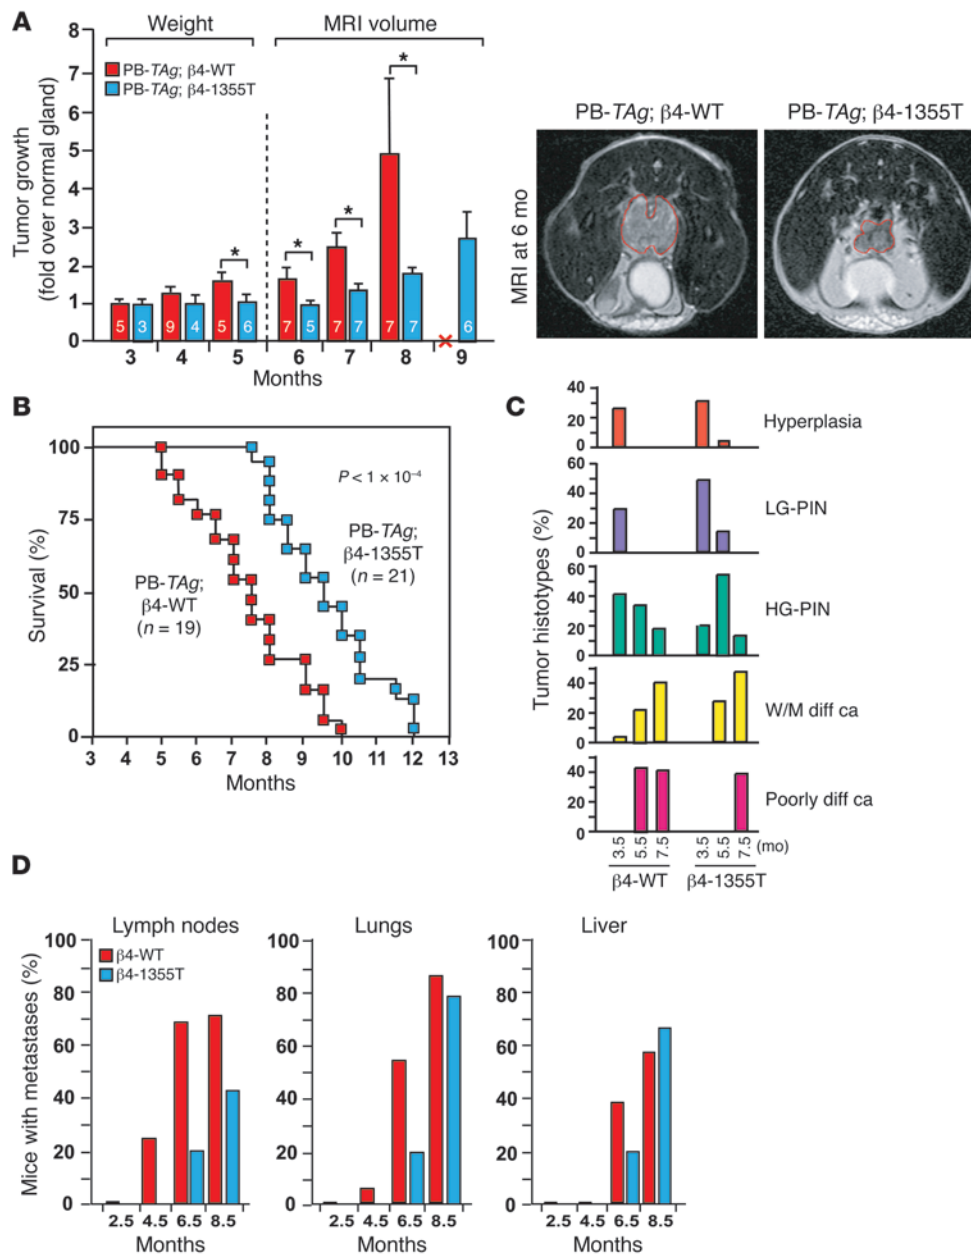 A
Weight
MRI volume
PB-TAg; β4-WT
PB-TAg; β4-1355T
Tumor growth
(fold over normal gland)
8
7
6
5
4
3
2
1
0
*
*
*
*
5
3
9
4
5
6
7
5
7
7
7
7
×
6
3
4
5
6
7
8
9
Months
PB-TAg; β4-WT
PB-TAg; β4-1355T
MRI at 6 mo
B
Survival (%)
100
75
50
25
0
P < 1 × 10⁻⁴
PB-TAg;
β4-1355T
(n = 21)
PB-TAg;
β4-WT
(n = 19)
3
4
5
6
7
8
9
10
11
12
13
Months
C
Tumor histotypes (%)
40
20
0
Hyperplasia
60
40
20
0
LG-PIN
60
40
20
0
HG-PIN
40
20
0
W/M diff ca
40
20
0
Poorly diff ca
3.5
5.5
7.5
3.5
5.5
7.5
(mo)
β4-WT
β4-1355T
D
Mice with metastases (%)
Lymph nodes
β4-WT
β4-1355T
100
80
60
40
20
0
2.5
4.5
6.5
8.5
Months
Lungs
100
80
60
40
20
0
2.5
4.5
6.5
8.5
Months
Liver
100
80
60
40
20
0
2.5
4.5
6.5
8.5
Months